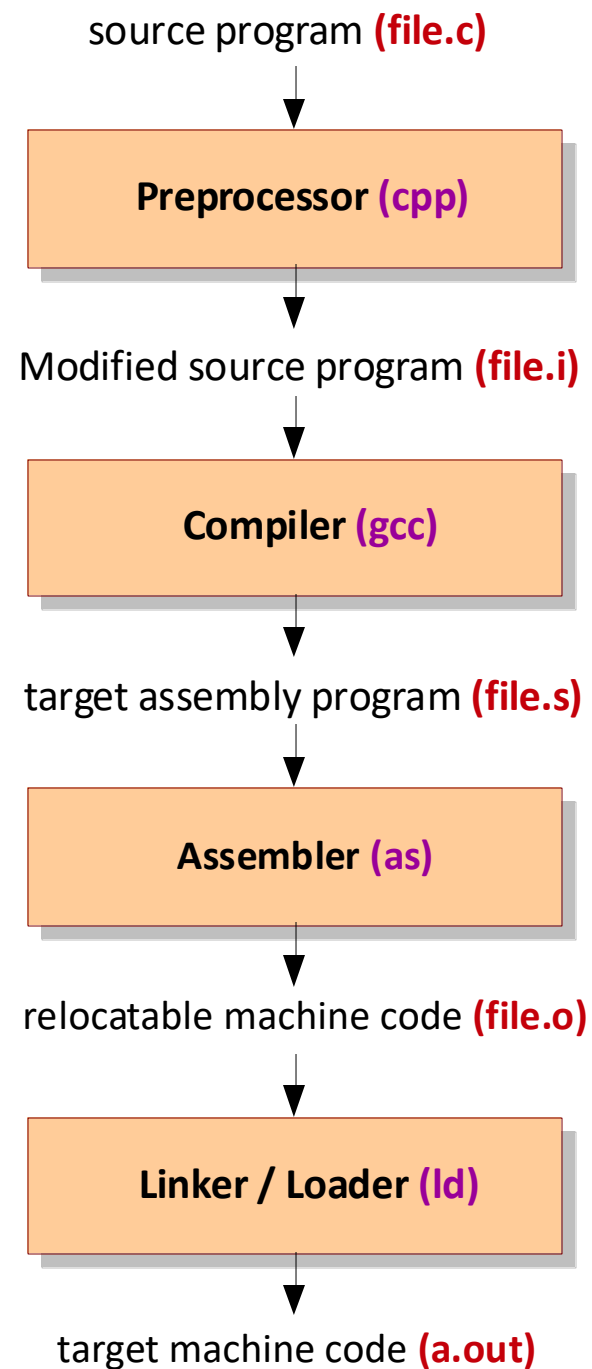 source program (file.c)
Preprocessor (cpp)
Modified source program (file.i)
Compiler (gcc)
target assembly program (file.s)
Assembler (as)
relocatable machine code (file.o)
Linker / Loader (ld)
target machine code (a.out)